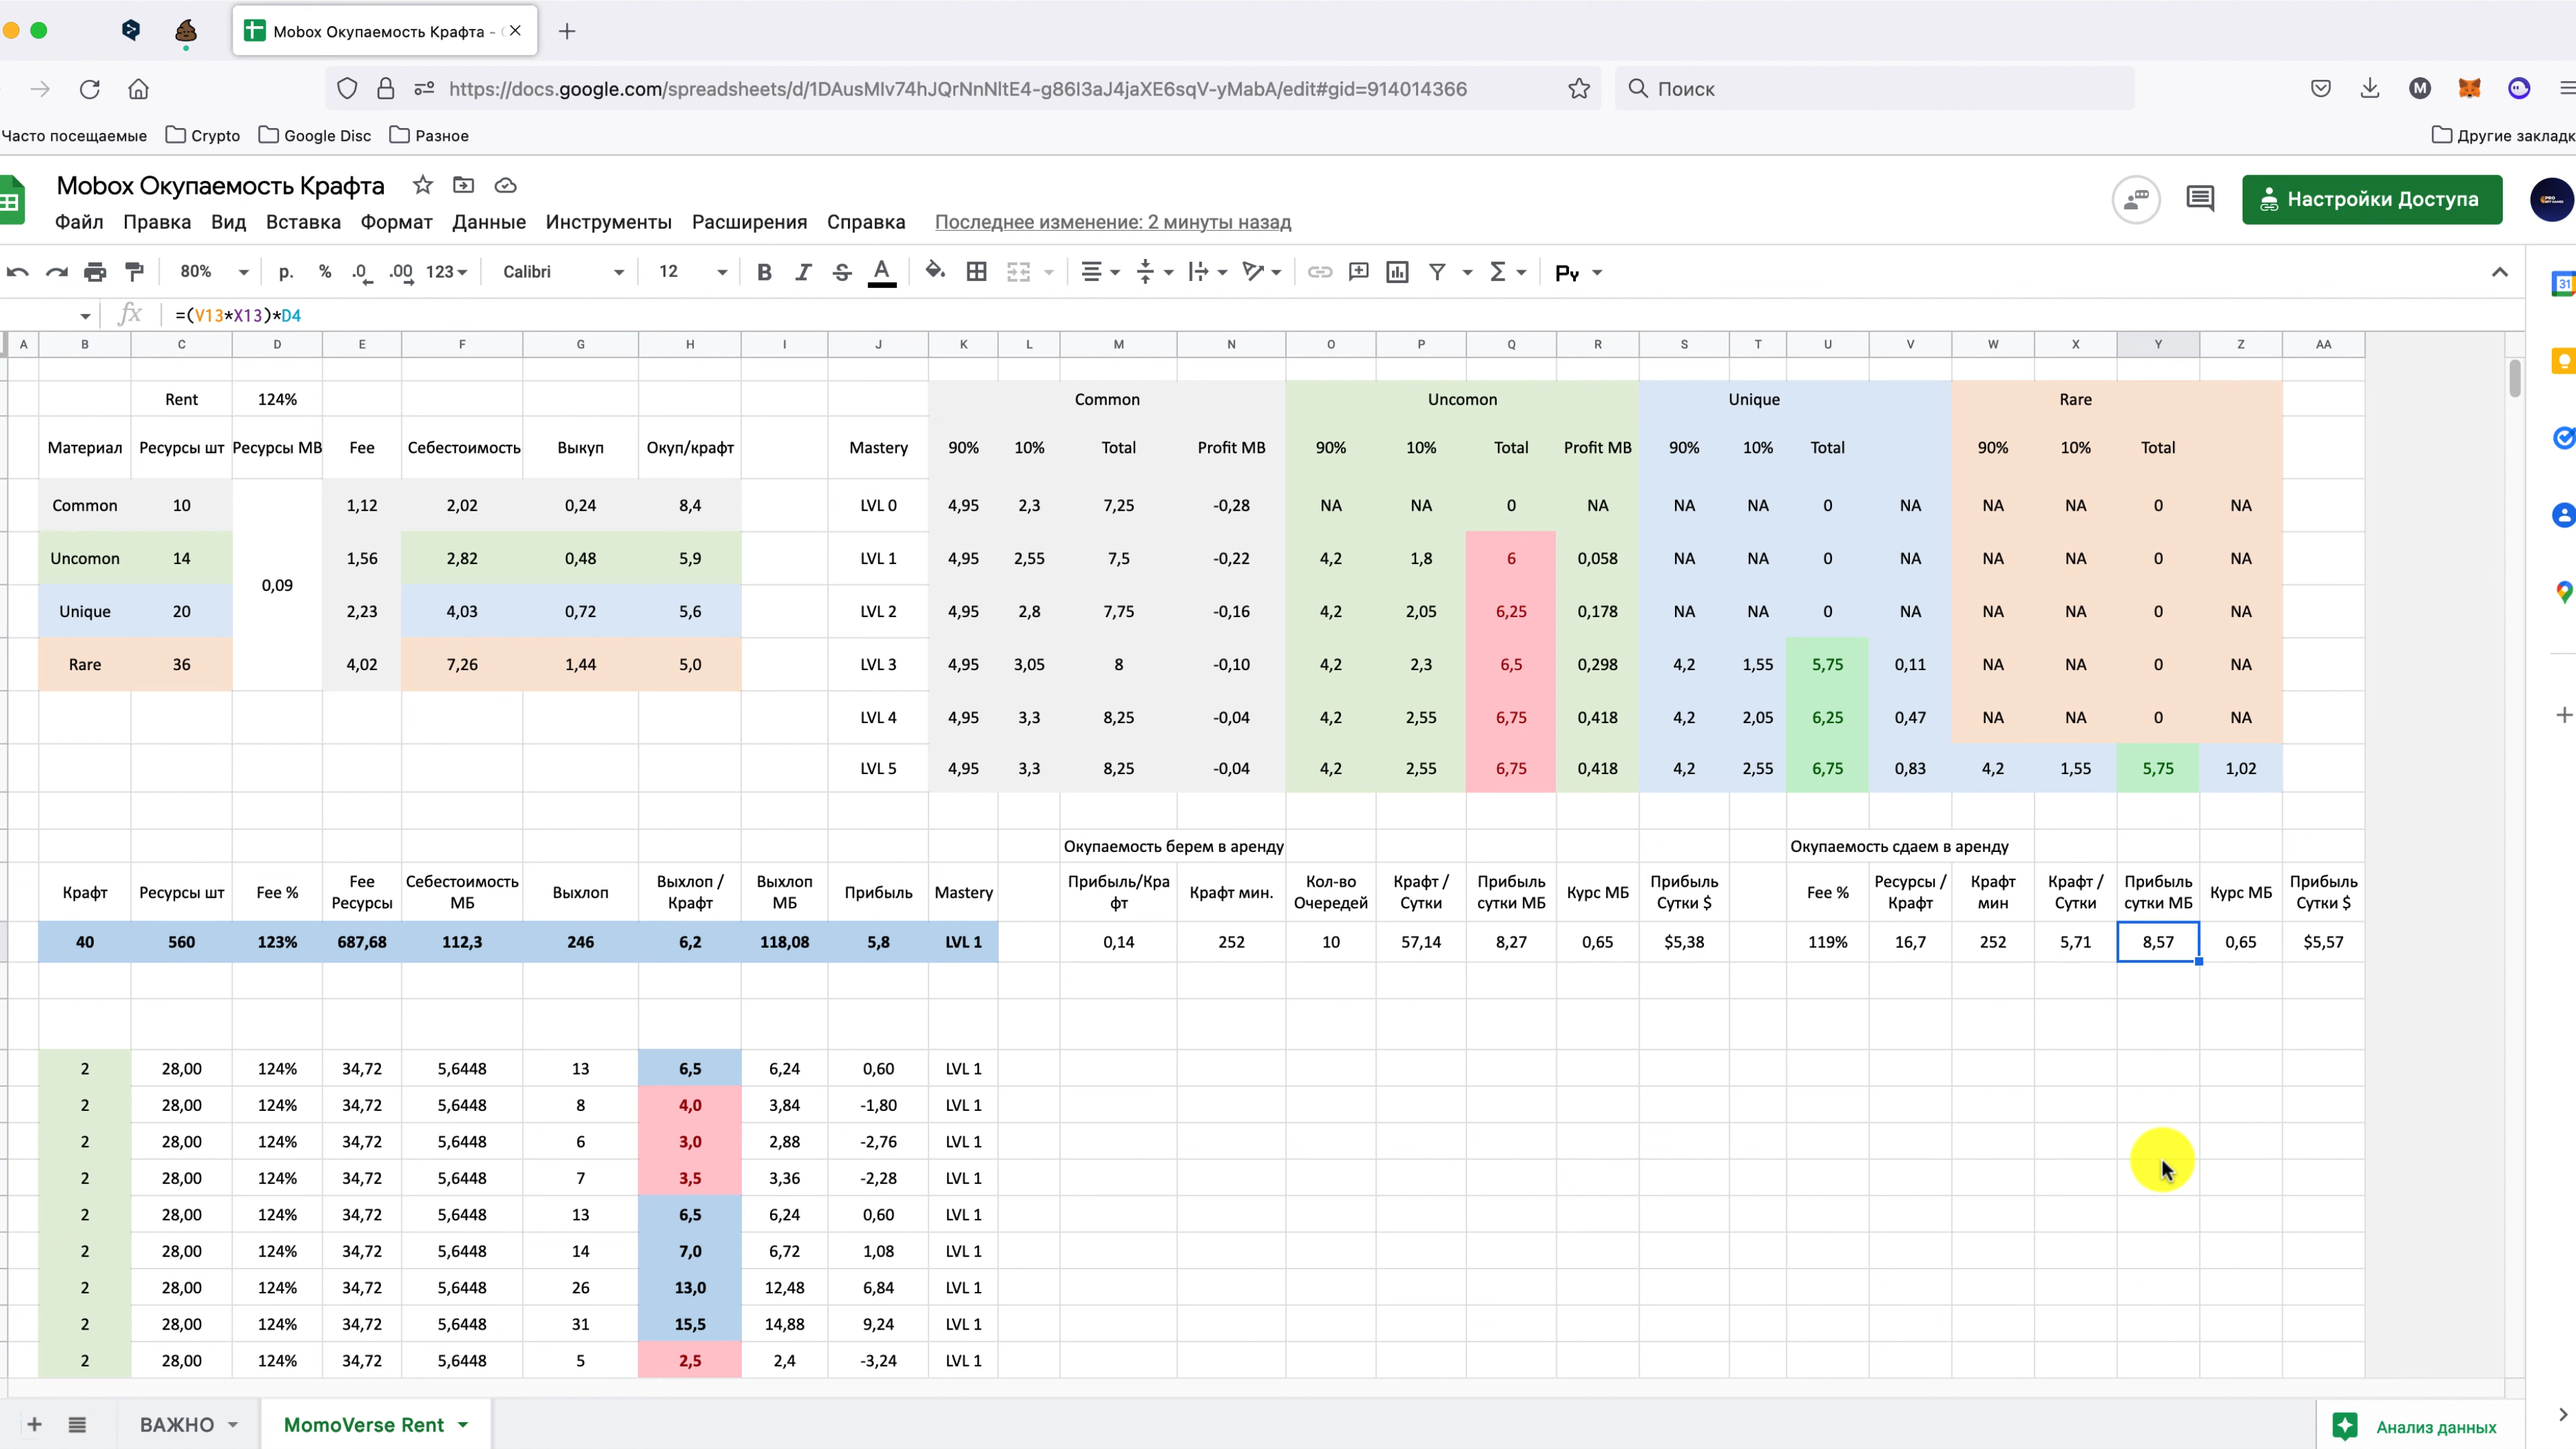 Mobox Окупаемость Крафта -
https://docs.google.com/spreadsheets/d/1DAusMlv74hJQrNnNltE4-g86I3aJ4jaXE6sqV-yMabA/edit#gid=914014366
Поиск
M
Часто посещаемые Crypto Google Disc Разное
Другие закладк
Mobox Окупаемость Крафта
Настройки Доступа
Файл Правка Вид Вставка Формат Данные Инструменты Расширения Справка Последнее изменение: 2 минуты назад
80% р. % .0 .00 123 Calibri 12 B I S A Σ Ру
31
fx =(V13*X13)*D4
A B C D E F G H I J K L M N O P Q R S T U V W X Y Z AA
Rent 124% Common Uncomon Unique Rare
Материал Ресурсы шт Ресурсы МВ Fee Себестоимость Выкуп Окуп/крафт Mastery 90% 10% Total Profit MB 90% 10% Total Profit MB 90% 10% Total 90% 10% Total
Common 10 1,12 2,02 0,24 8,4 LVL 0 4,95 2,3 7,25 -0,28 NA NA 0 NA NA NA 0 NA NA NA 0 NA
Uncomon 14 1,56 2,82 0,48 5,9 LVL 1 4,95 2,55 7,5 -0,22 4,2 1,8 6 0,058 NA NA 0 NA NA NA 0 NA
0,09
Unique 20 2,23 4,03 0,72 5,6 LVL 2 4,95 2,8 7,75 -0,16 4,2 2,05 6,25 0,178 NA NA 0 NA NA NA 0 NA
Rare 36 4,02 7,26 1,44 5,0 LVL 3 4,95 3,05 8 -0,10 4,2 2,3 6,5 0,298 4,2 1,55 5,75 0,11 NA NA 0 NA
LVL 4 4,95 3,3 8,25 -0,04 4,2 2,55 6,75 0,418 4,2 2,05 6,25 0,47 NA NA 0 NA
LVL 5 4,95 3,3 8,25 -0,04 4,2 2,55 6,75 0,418 4,2 2,55 6,75 0,83 4,2 1,55 5,75 1,02
Окупаемость берем в аренду Окупаемость сдаем в аренду
Крафт Ресурсы шт Fee % Fee Ресурсы Себестоимость МБ Выхлоп Выхлоп / Крафт Выхлоп МБ Прибыль Mastery Прибыль/Крафт Крафт мин. Кол-во Очередей Крафт / Сутки Прибыль сутки МБ Курс МБ Прибыль Сутки $ Fee % Ресурсы / Крафт Крафт мин Крафт / Сутки Прибыль сутки МБ Курс МБ Прибыль Сутки $
40 560 123% 687,68 112,3 246 6,2 118,08 5,8 LVL 1 0,14 252 10 57,14 8,27 0,65 $5,38 119% 16,7 252 5,71 8,57 0,65 $5,57
2 28,00 124% 34,72 5,6448 13 6,5 6,24 0,60 LVL 1
2 28,00 124% 34,72 5,6448 8 4,0 3,84 -1,80 LVL 1
2 28,00 124% 34,72 5,6448 6 3,0 2,88 -2,76 LVL 1
2 28,00 124% 34,72 5,6448 7 3,5 3,36 -2,28 LVL 1
2 28,00 124% 34,72 5,6448 13 6,5 6,24 0,60 LVL 1
2 28,00 124% 34,72 5,6448 14 7,0 6,72 1,08 LVL 1
2 28,00 124% 34,72 5,6448 26 13,0 12,48 6,84 LVL 1
2 28,00 124% 34,72 5,6448 31 15,5 14,88 9,24 LVL 1
2 28,00 124% 34,72 5,6448 5 2,5 2,4 -3,24 LVL 1
ВАЖНО MomoVerse Rent Анализ данных